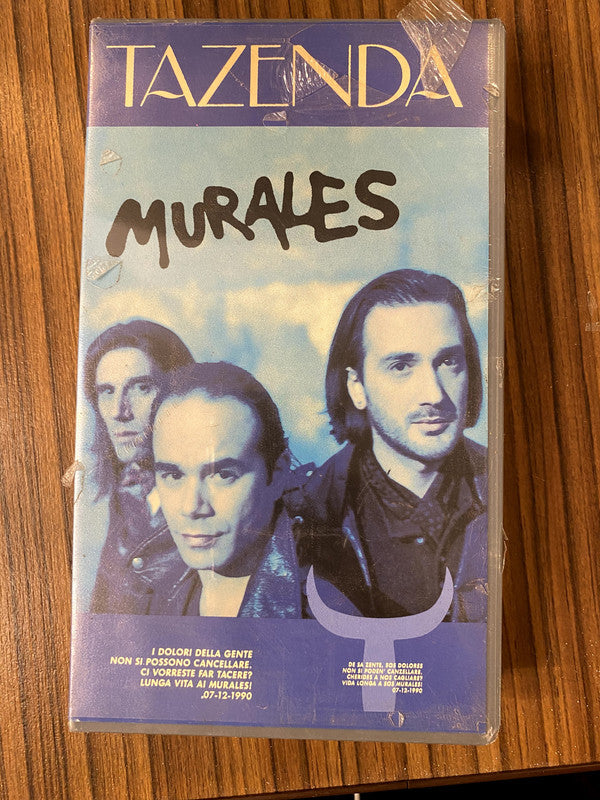 TAZENDA
MURALES
I DOLORI DELLA GENTE
NON SI POSSONO CANCELLARE.
CI VORRESTE FAR TACERE?
LUNGA VITA AI MURALES!
.07-12-1990
DE SA ZENTE, SOS DOLORES
NON SI PODEN' CANZELLARE.
CHERIDES A NOS CAGLIARE?
VIDA LONGA A SOS MURALES!
07-12-1990